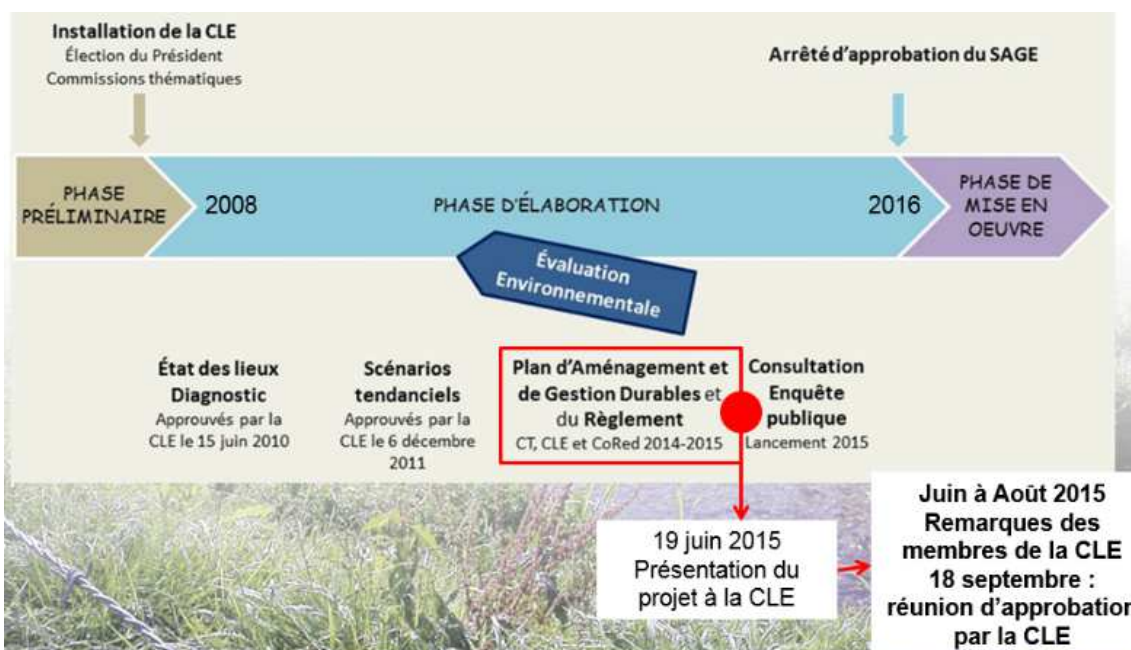 Installation de la CLE
Élection du Président
Commissions thématiques
Arrêté d'approbation du SAGE
PHASE
PRÉLIMINAIRE
2008
PHASE D'ÉLABORATION
2016
PHASE DE
MISE EN
OEUVRE
Évaluation
Environnementale
État des lieux
Diagnostic
Approuvés par la
CLE le 15 juin 2010
Scénarios
tendanciels
Approuvés par la
CLE le 6 décembre
2011
Plan d'Aménagement et
de Gestion Durables et
du Règlement
CT, CLE et CoRed 2014-2015
Consultation
Enquête
publique
Lancement 2015
19 juin 2015
Présentation du
projet à la CLE
Juin à Août 2015
Remarques des
membres de la CLE
18 septembre :
réunion d'approbation
par la CLE